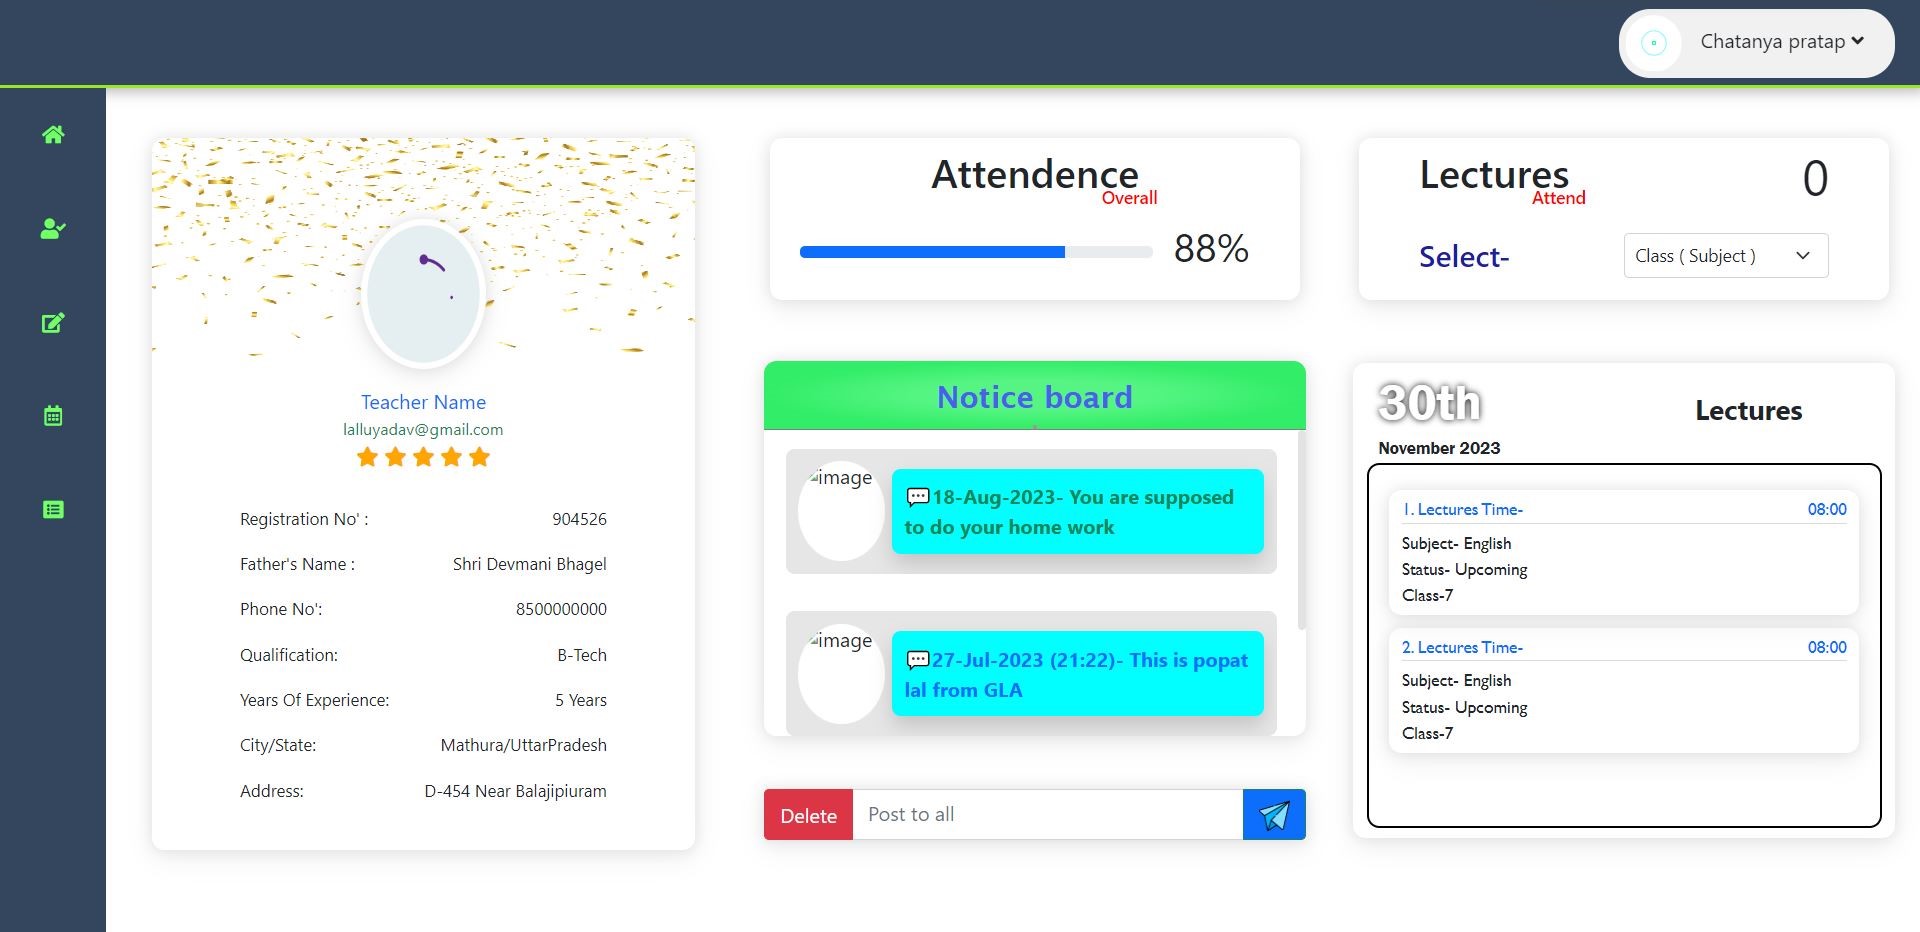 Chatanya pratap
Teacher Name
lalluyadav@gmail.com
Registration No' : 904526
Father's Name : Shri Devmani Bhagel
Phone No': 8500000000
Qualification: B-Tech
Years Of Experience: 5 Years
City/State: Mathura/UttarPradesh
Address: D-454 Near Balajipiuram
Attendence
Overall
88%
Lectures 0
Attend
Select- Class ( Subject )
Notice board
image
💬18-Aug-2023- You are supposed
to do your home work
image
💬27-Jul-2023 (21:22)- This is popat
lal from GLA
Delete Post to all
30th
Lectures
November 2023
1. Lectures Time- 08:00
Subject- English
Status- Upcoming
Class-7
2. Lectures Time- 08:00
Subject- English
Status- Upcoming
Class-7